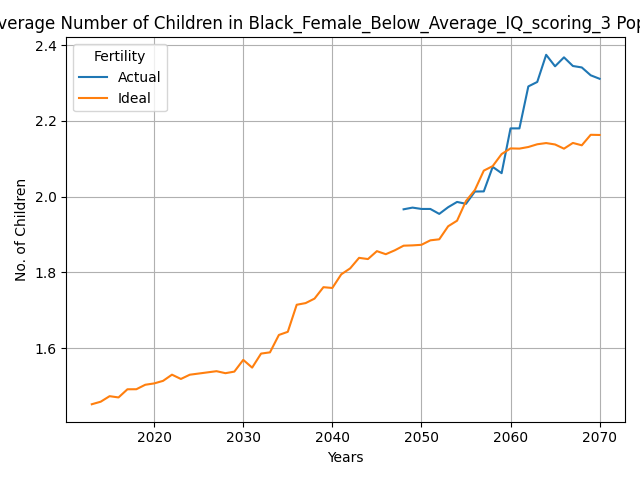 verage Number of Children in Black_Female_Below_Average_IQ_scoring_3 Pop
Fertility
Actual
Ideal
2.4
2.2
2.0
1.8
1.6
No. of Children
2020
2030
2040
2050
2060
2070
Years